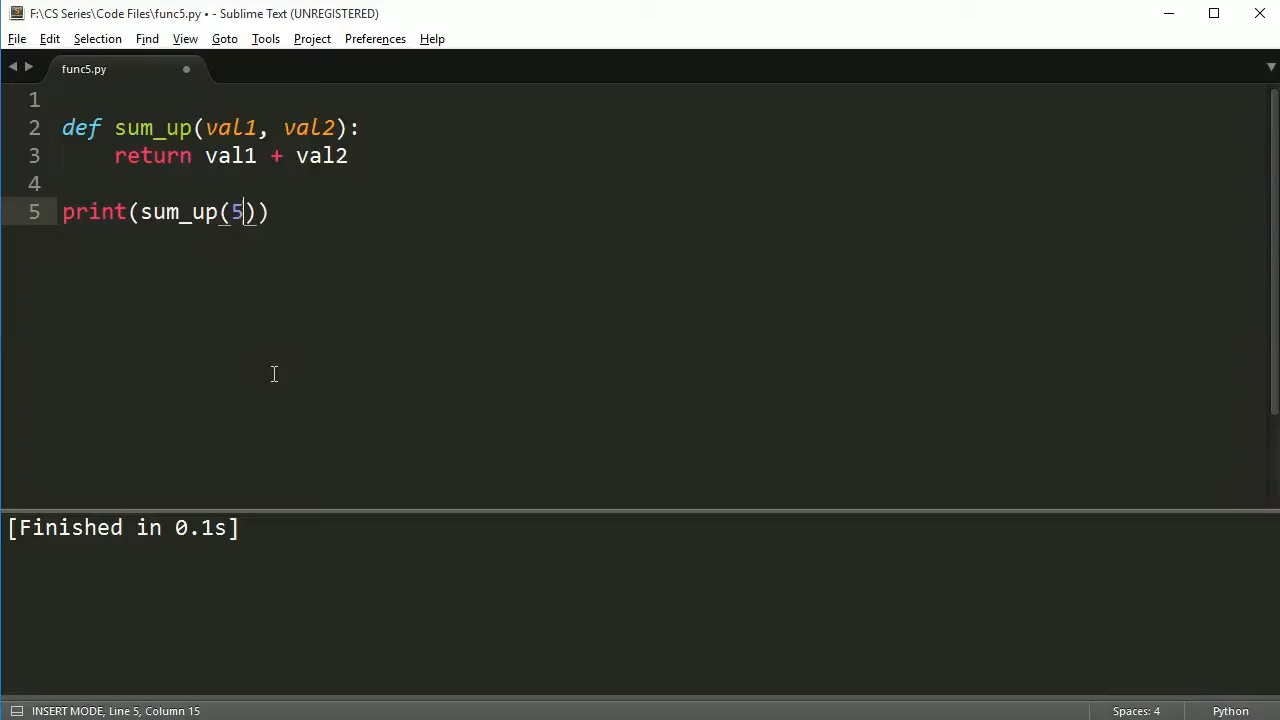 F:\CS Series\Code Files\func5.py • - Sublime Text (UNREGISTERED)
File Edit Selection Find View Goto Tools Project Preferences Help
func5.py
1
2 def sum_up(val1, val2):
3     return val1 + val2
4
5 print(sum_up(5))
[Finished in 0.1s]
INSERT MODE, Line 5, Column 15 Spaces: 4 Python